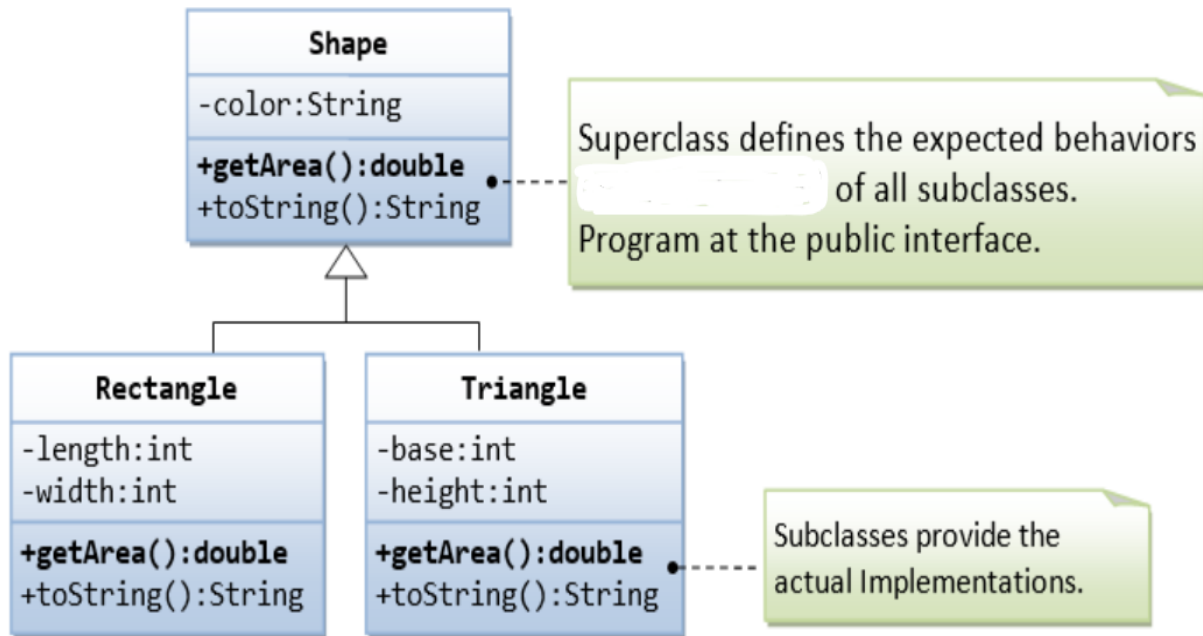 Shape
-color:String
+getArea():double
+toString():String
Superclass defines the expected behaviors
of all subclasses.
Program at the public interface.
Rectangle
-length:int
-width:int
+getArea():double
+toString():String
Triangle
-base:int
-height:int
+getArea():double
+toString():String
Subclasses provide the
actual Implementations.